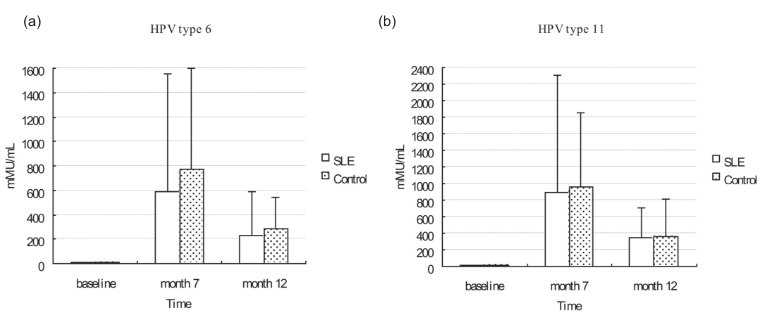 (a)
HPV type 6
1600
1400
1200
1000
800
600
400
200
0
mMU/mL
baseline
month 7
month 12
Time
SLE
Control
(b)
HPV type 11
2400
2200
2000
1800
1600
1400
1200
1000
800
600
400
200
0
mMU/mL
baseline
month 7
month 12
Time
SLE
Control